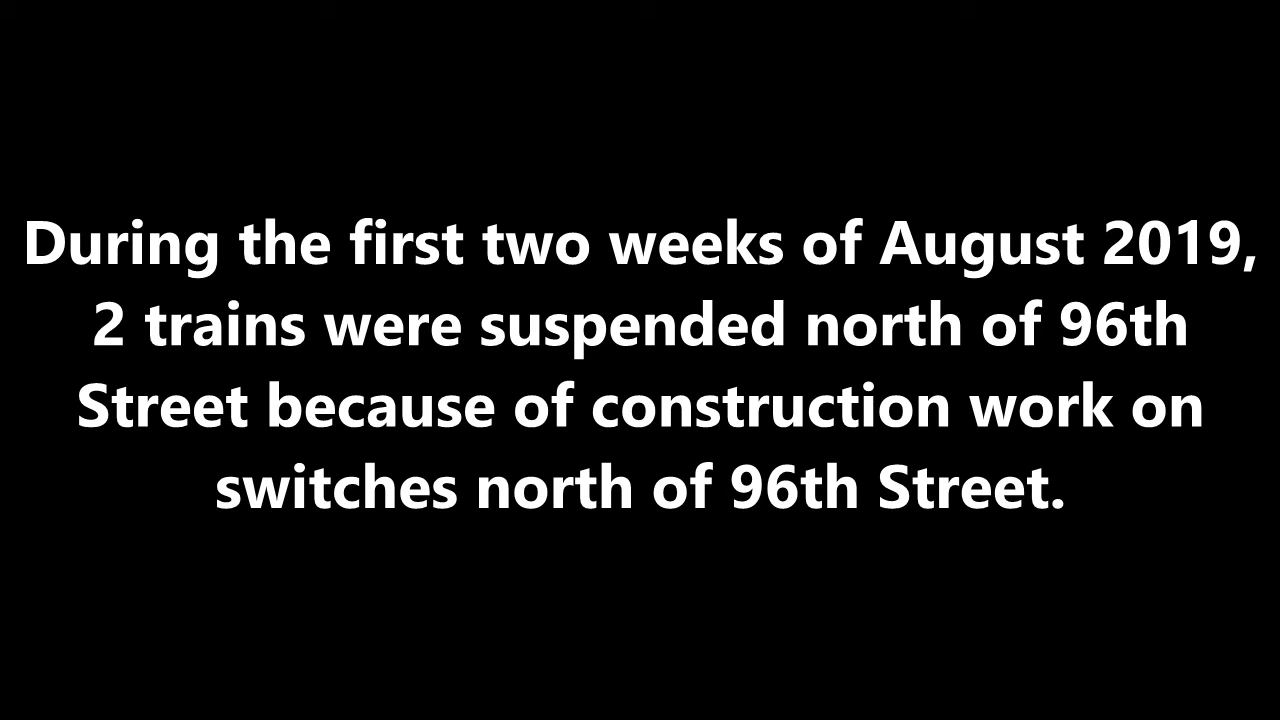 During the first two weeks of August 2019,
2 trains were suspended north of 96th
Street because of construction work on
switches north of 96th Street.